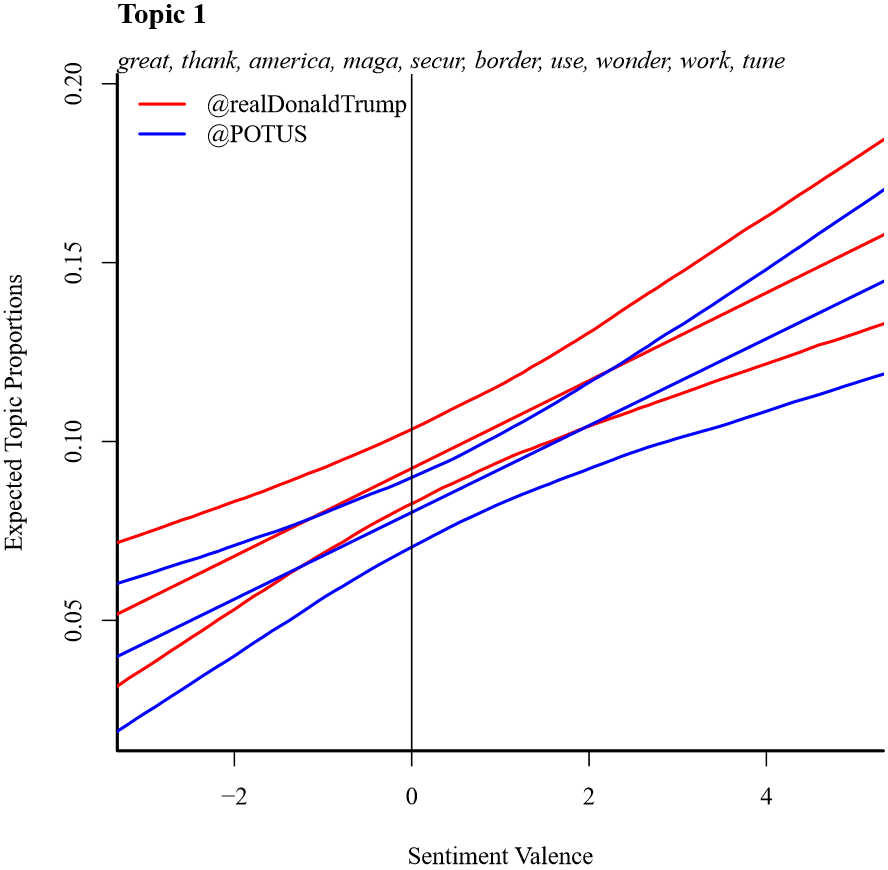 Topic 1
great, thank, america, maga, secur, border, use, wonder, work, tune
@realDonaldTrump
@POTUS
0.20
0.15
0.10
0.05
Expected Topic Proportions
−2 0 2 4
Sentiment Valence